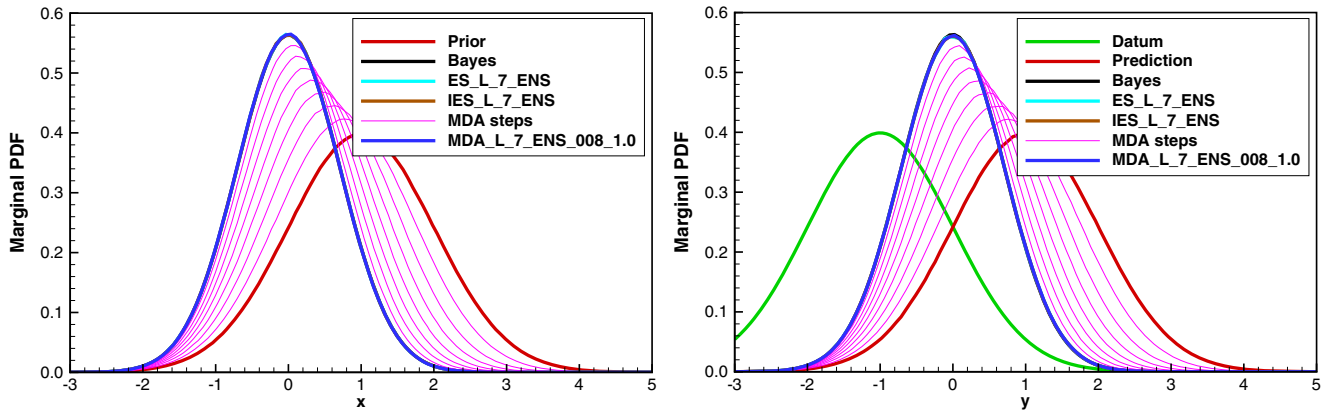 0.6
0.5
0.4
0.3
0.2
0.1
0.0
Marginal PDF
Prior
Bayes
ES_L_7_ENS
IES_L_7_ENS
MDA steps
MDA_L_7_ENS_008_1.0
-3 -2 -1 0 1 2 3 4 5
x
0.6
0.5
0.4
0.3
0.2
0.1
0.0
Marginal PDF
Datum
Prediction
Bayes
ES_L_7_ENS
IES_L_7_ENS
MDA steps
MDA_L_7_ENS_008_1.0
-3 -2 -1 0 1 2 3 4 5
y